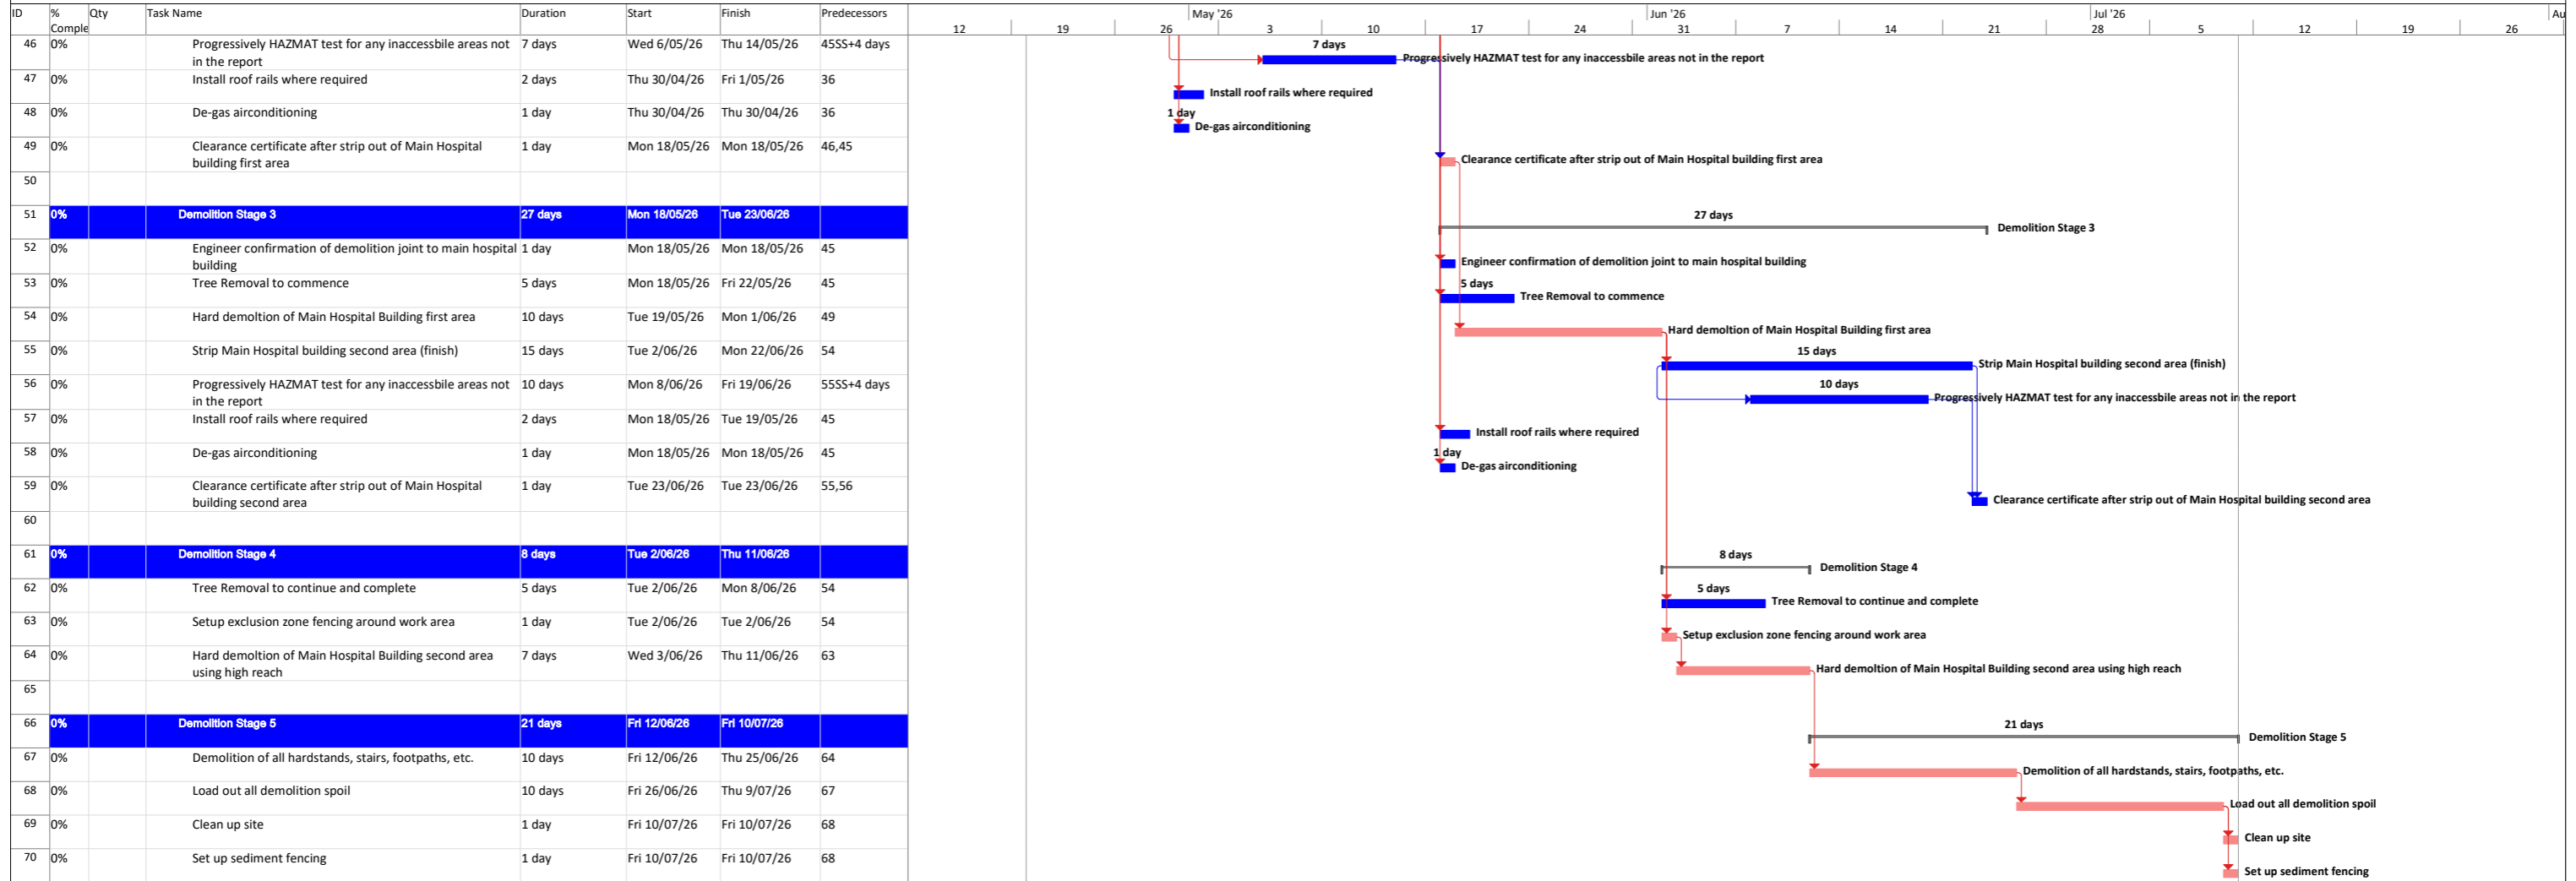 ID % Comple Qty Task Name Duration Start Finish Predecessors
May '26 Jun '26 Jul '26 Au
12 19 26 3 10 17 24 31 7 14 21 28 5 12 19 26
46 0% Progressively HAZMAT test for any inaccessbile areas not 7 days Wed 6/05/26 Thu 14/05/26 45SS+4 days
in the report
7 days
Progressively HAZMAT test for any inaccessbile areas not in the report
47 0% Install roof rails where required 2 days Thu 30/04/26 Fri 1/05/26 36
Install roof rails where required
48 0% De-gas airconditioning 1 day Thu 30/04/26 Thu 30/04/26 36
1 day
De-gas airconditioning
49 0% Clearance certificate after strip out of Main Hospital 1 day Mon 18/05/26 Mon 18/05/26 46,45
building first area
Clearance certificate after strip out of Main Hospital building first area
50
51 0% Demolition Stage 3 27 days Mon 18/05/26 Tue 23/06/26
27 days
Demolition Stage 3
52 0% Engineer confirmation of demolition joint to main hospital 1 day Mon 18/05/26 Mon 18/05/26 45
building
Engineer confirmation of demolition joint to main hospital building
53 0% Tree Removal to commence 5 days Mon 18/05/26 Fri 22/05/26 45
5 days
Tree Removal to commence
54 0% Hard demoltion of Main Hospital Building first area 10 days Tue 19/05/26 Mon 1/06/26 49
Hard demoltion of Main Hospital Building first area
55 0% Strip Main Hospital building second area (finish) 15 days Tue 2/06/26 Mon 22/06/26 54
15 days
Strip Main Hospital building second area (finish)
56 0% Progressively HAZMAT test for any inaccessbile areas not 10 days Mon 8/06/26 Fri 19/06/26 55SS+4 days
in the report
10 days
Progressively HAZMAT test for any inaccessbile areas not in the report
57 0% Install roof rails where required 2 days Mon 18/05/26 Tue 19/05/26 45
Install roof rails where required
58 0% De-gas airconditioning 1 day Mon 18/05/26 Mon 18/05/26 45
1 day
De-gas airconditioning
59 0% Clearance certificate after strip out of Main Hospital 1 day Tue 23/06/26 Tue 23/06/26 55,56
building second area
Clearance certificate after strip out of Main Hospital building second area
60
61 0% Demolition Stage 4 8 days Tue 2/06/26 Thu 11/06/26
8 days
Demolition Stage 4
62 0% Tree Removal to continue and complete 5 days Tue 2/06/26 Mon 8/06/26 54
5 days
Tree Removal to continue and complete
63 0% Setup exclusion zone fencing around work area 1 day Tue 2/06/26 Tue 2/06/26 54
Setup exclusion zone fencing around work area
64 0% Hard demoltion of Main Hospital Building second area 7 days Wed 3/06/26 Thu 11/06/26 63
using high reach
Hard demoltion of Main Hospital Building second area using high reach
65
66 0% Demolition Stage 5 21 days Fri 12/06/26 Fri 10/07/26
21 days
Demolition Stage 5
67 0% Demolition of all hardstands, stairs, footpaths, etc. 10 days Fri 12/06/26 Thu 25/06/26 64
Demolition of all hardstands, stairs, footpaths, etc.
68 0% Load out all demolition spoil 10 days Fri 26/06/26 Thu 9/07/26 67
Load out all demolition spoil
69 0% Clean up site 1 day Fri 10/07/26 Fri 10/07/26 68
Clean up site
70 0% Set up sediment fencing 1 day Fri 10/07/26 Fri 10/07/26 68
Set up sediment fencing